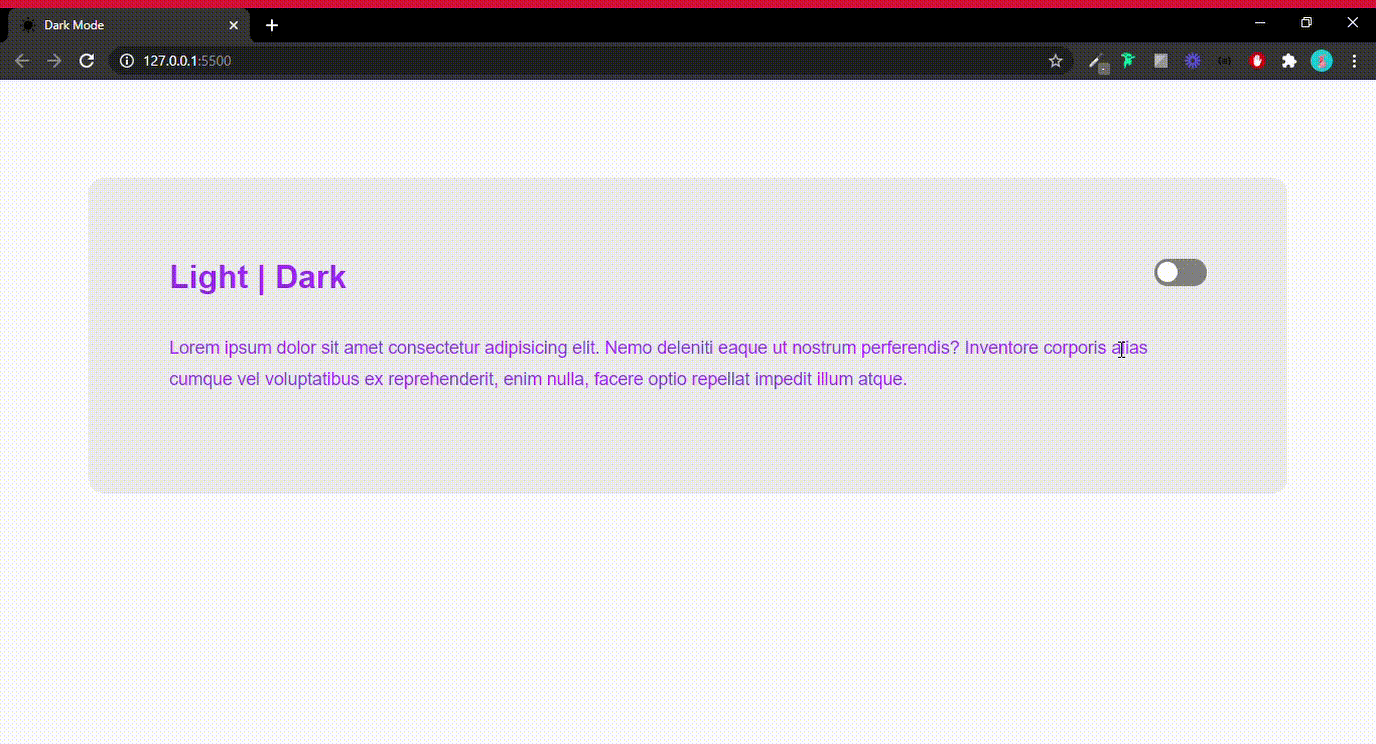 Dark Mode
127.0.0.1:5500
Light | Dark
Lorem ipsum dolor sit amet consectetur adipisicing elit. Nemo deleniti eaque ut nostrum perferendis? Inventore corporis alias
cumque vel voluptatibus ex reprehenderit, enim nulla, facere optio repellat impedit illum atque.